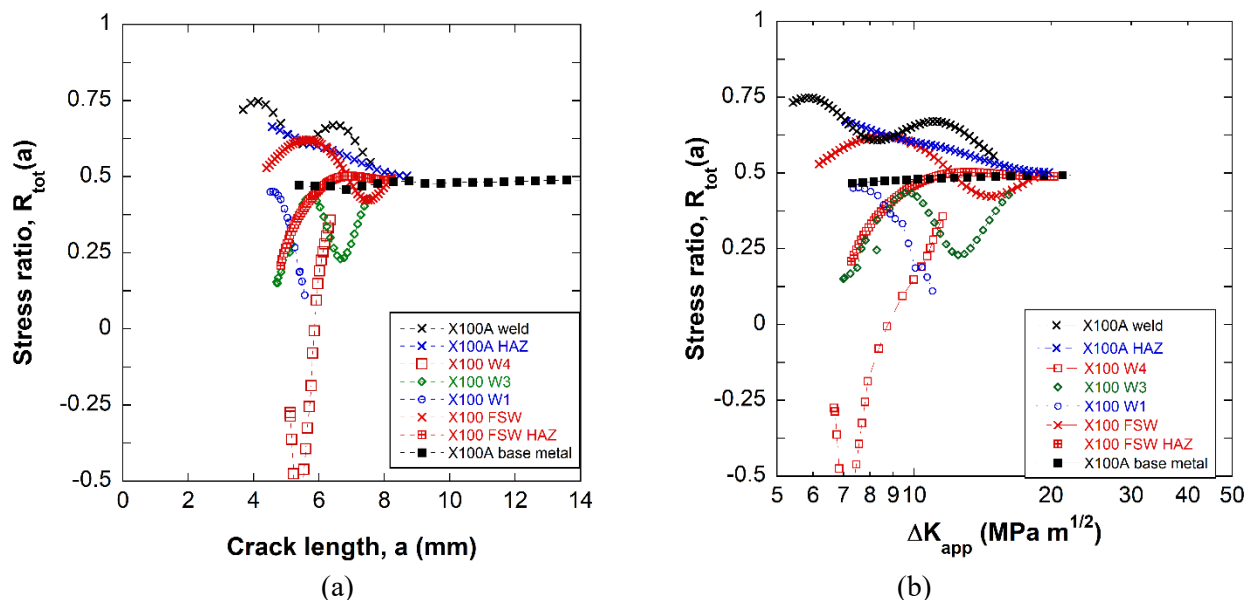 1
0.75
0.5
0.25
0
-0.25
-0.5
Stress ratio, R_tot(a)
0 2 4 6 8 10 12 14
Crack length, a (mm)
X100A weld
X100A HAZ
X100 W4
X100 W3
X100 W1
X100 FSW
X100 FSW HAZ
X100A base metal
(a)
1
0.75
0.5
0.25
0
-0.25
-0.5
Stress ratio, R_tot(a)
5 6 7 8 9 10 20 30 40 50
ΔK_app (MPa m^1/2)
X100A weld
X100A HAZ
X100 W4
X100 W3
X100 W1
X100 FSW
X100 FSW HAZ
X100A base metal
(b)